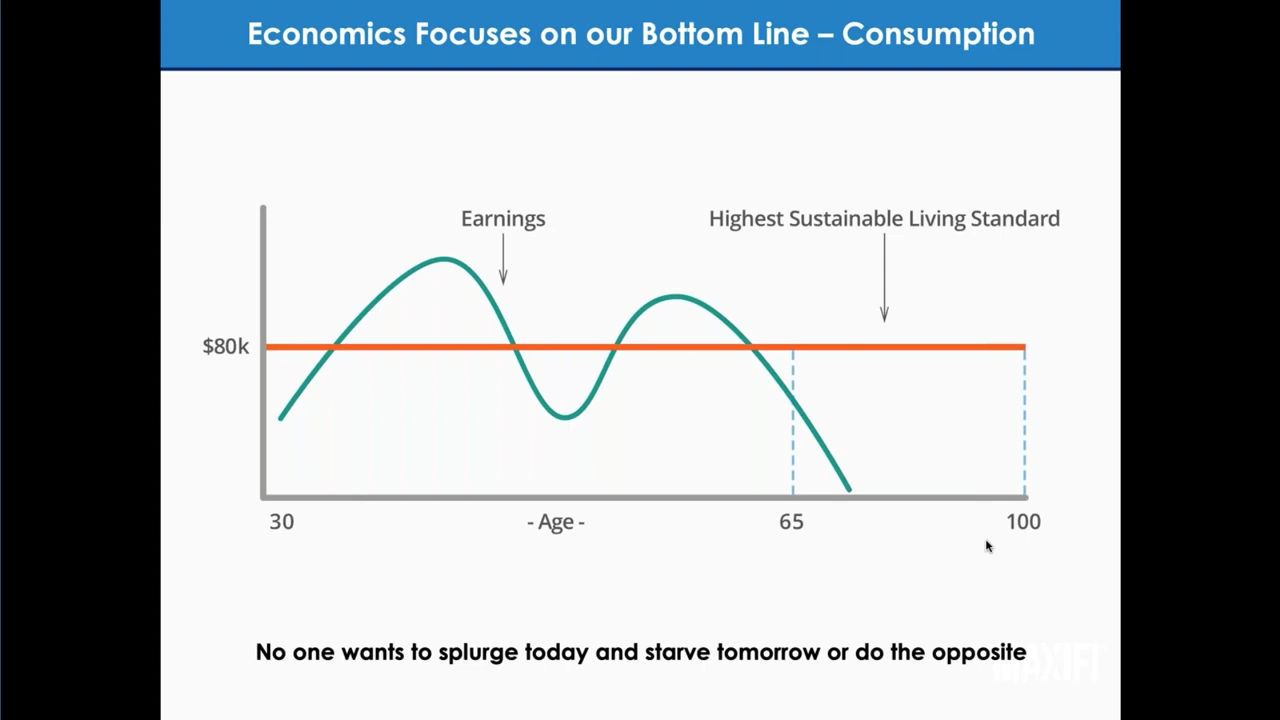 Economics Focuses on our Bottom Line – Consumption
Earnings
Highest Sustainable Living Standard
$80k
30
- Age -
65
100
No one wants to splurge today and starve tomorrow or do the opposite